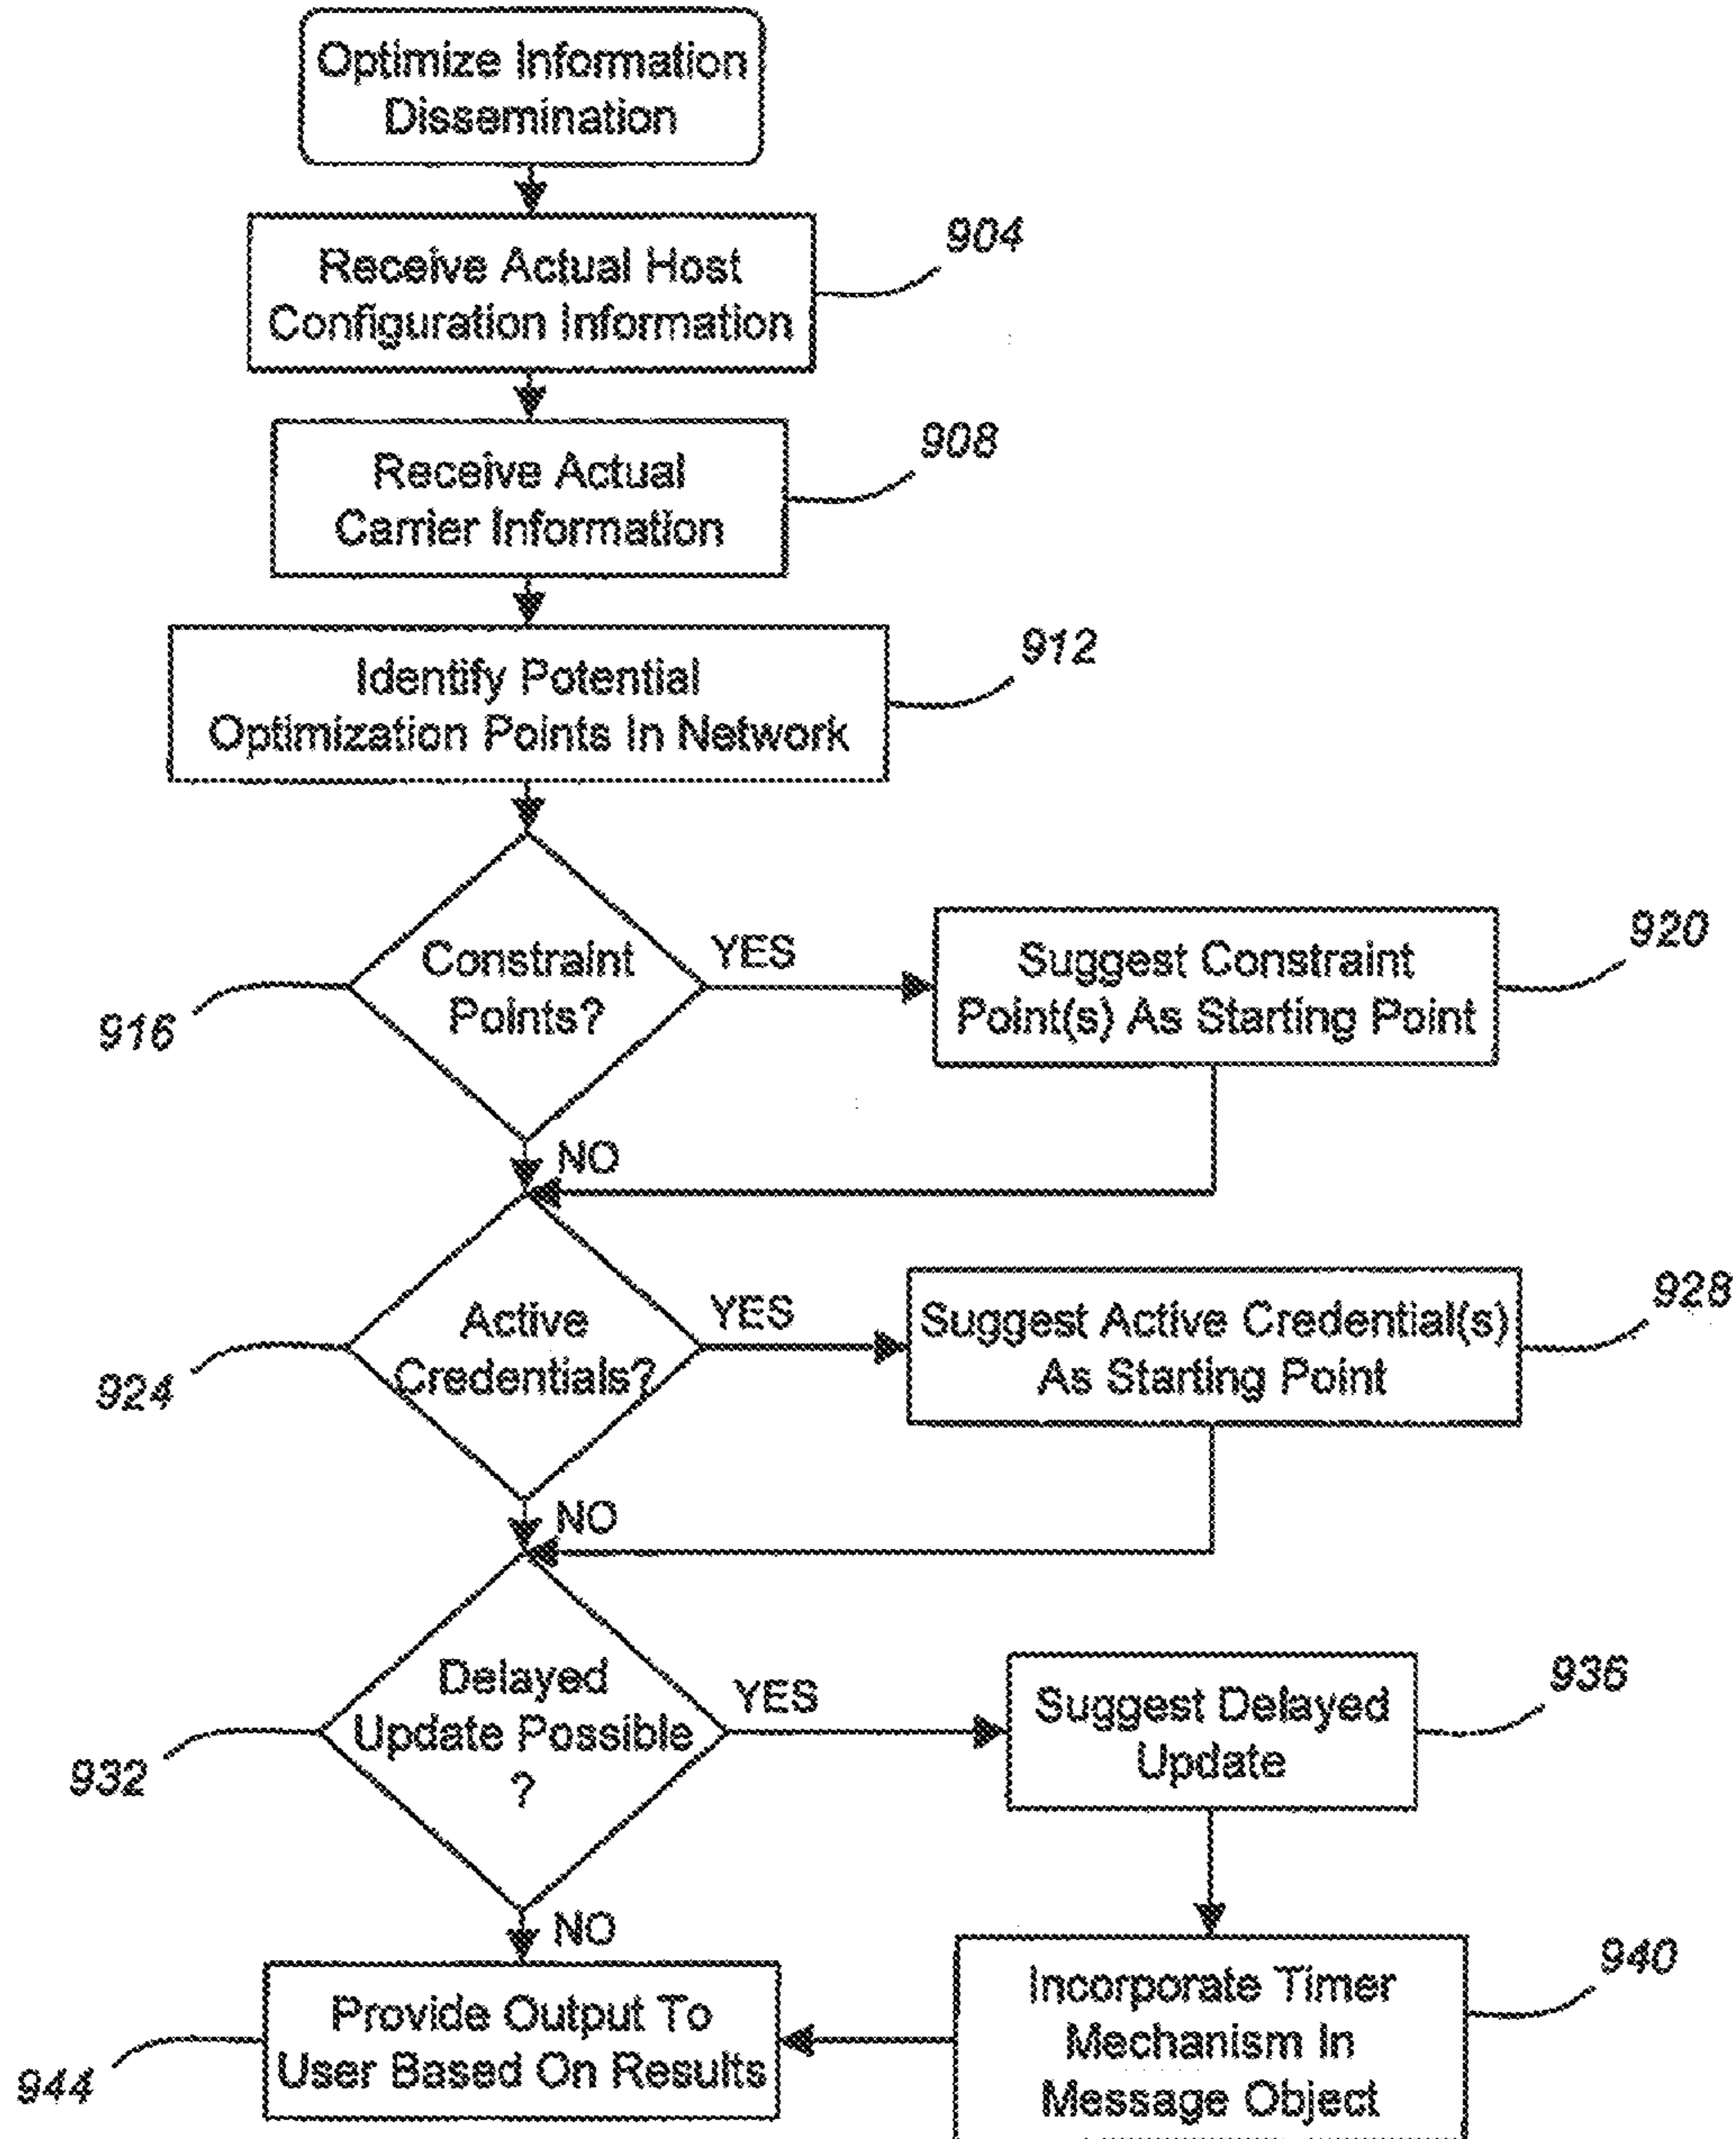 Optimize Information
Dissemination
Receive Actual Host
Configuration Information
904
Receive Actual
Carrier Information
908
Identify Potential
Optimization Points In Network
912
Constraint
Points?
916
YES
Suggest Constraint
Point(s) As Starting Point
920
NO
Active
Credentials?
924
YES
Suggest Active Credential(s)
As Starting Point
928
NO
Delayed
Update Possible
?
932
YES
Suggest Delayed
Update
936
NO
Incorporate Timer
Mechanism In
Message Object
940
Provide Output To
User Based On Results
944